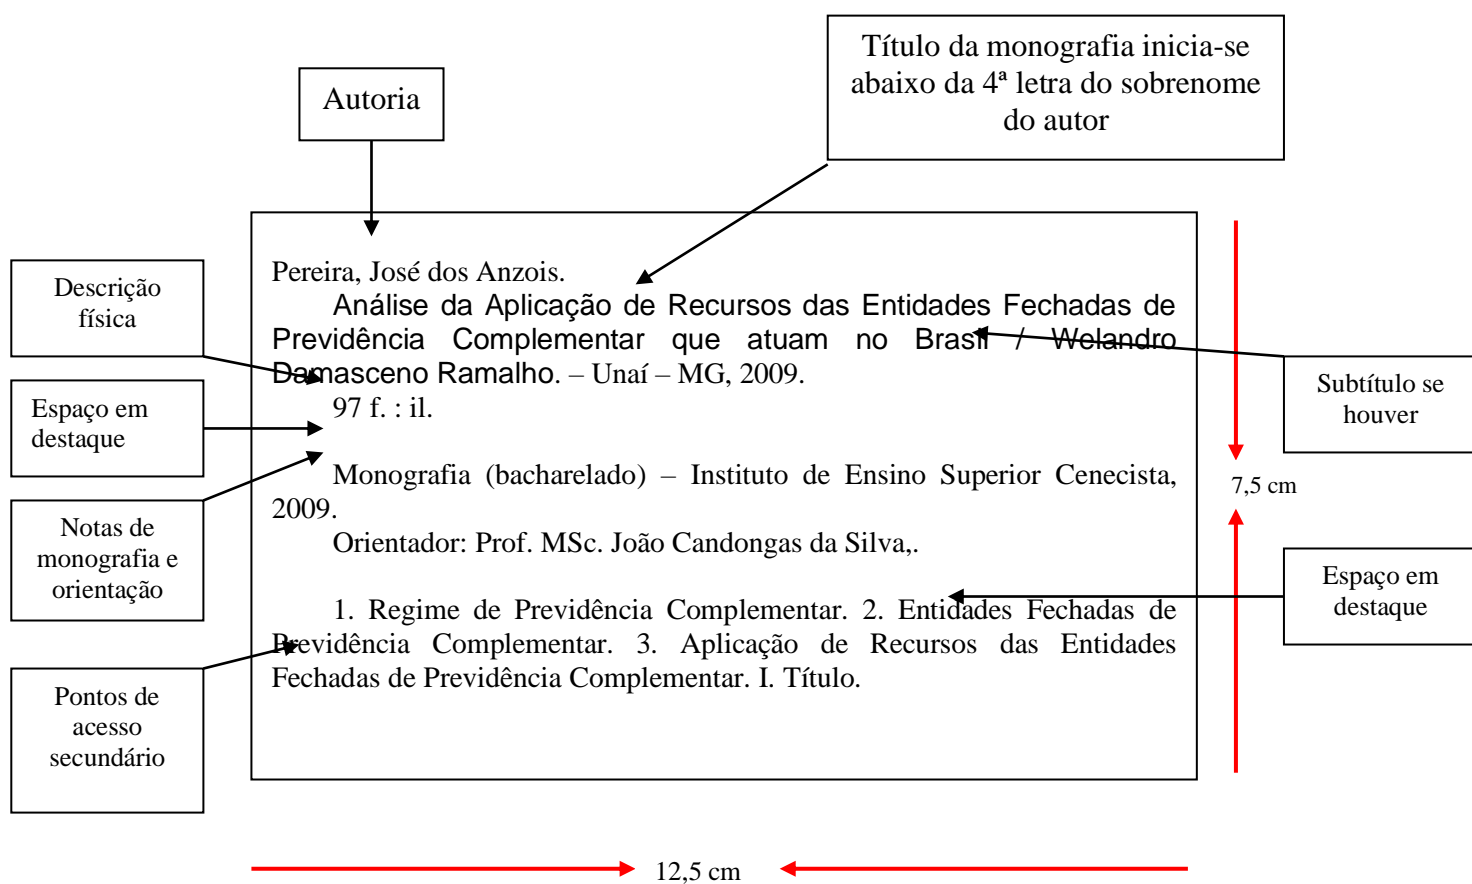 Título da monografia inicia-se
abaixo da 4ª letra do sobrenome
do autor
Autoria
Pereira, José dos Anzois.
Análise da Aplicação de Recursos das Entidades Fechadas de
Previdência Complementar que atuam no Brasil / Welandro
Damasceno Ramalho. – Unaí – MG, 2009.
97 f. : il.
Monografia (bacharelado) – Instituto de Ensino Superior Cenecista,
2009.
Orientador: Prof. MSc. João Candongas da Silva,.
1. Regime de Previdência Complementar. 2. Entidades Fechadas de
Previdência Complementar. 3. Aplicação de Recursos das Entidades
Fechadas de Previdência Complementar. I. Título.
Descrição
física
Espaço em
destaque
Notas de
monografia e
orientação
Pontos de
acesso
secundário
Subtítulo se
houver
7,5 cm
Espaço em
destaque
12,5 cm